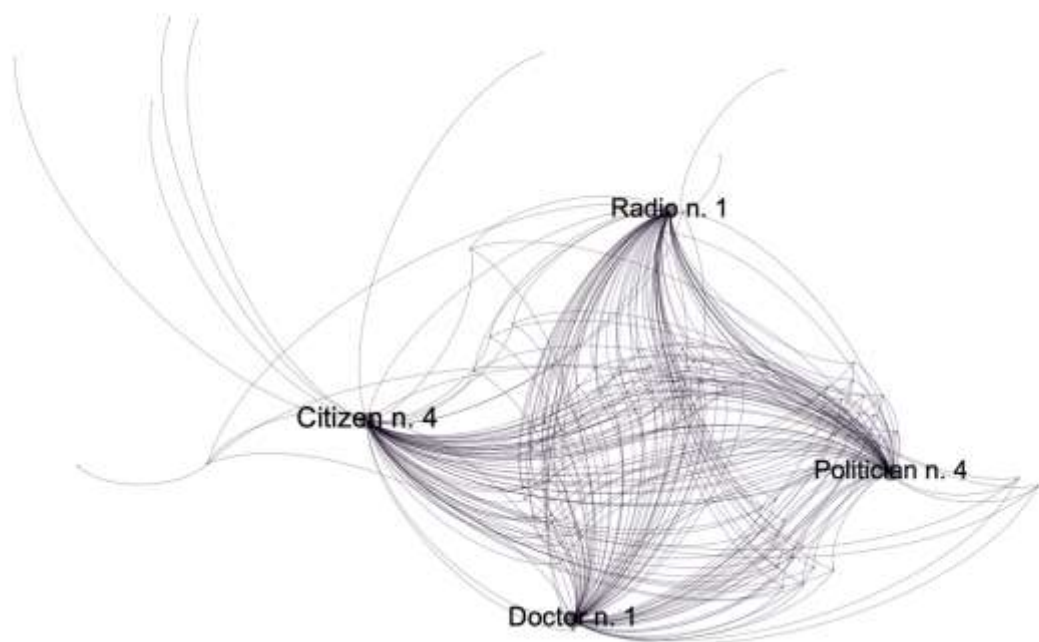 Radio n. 1
Citizen n. 4
Politician n. 4
Doctor n. 1